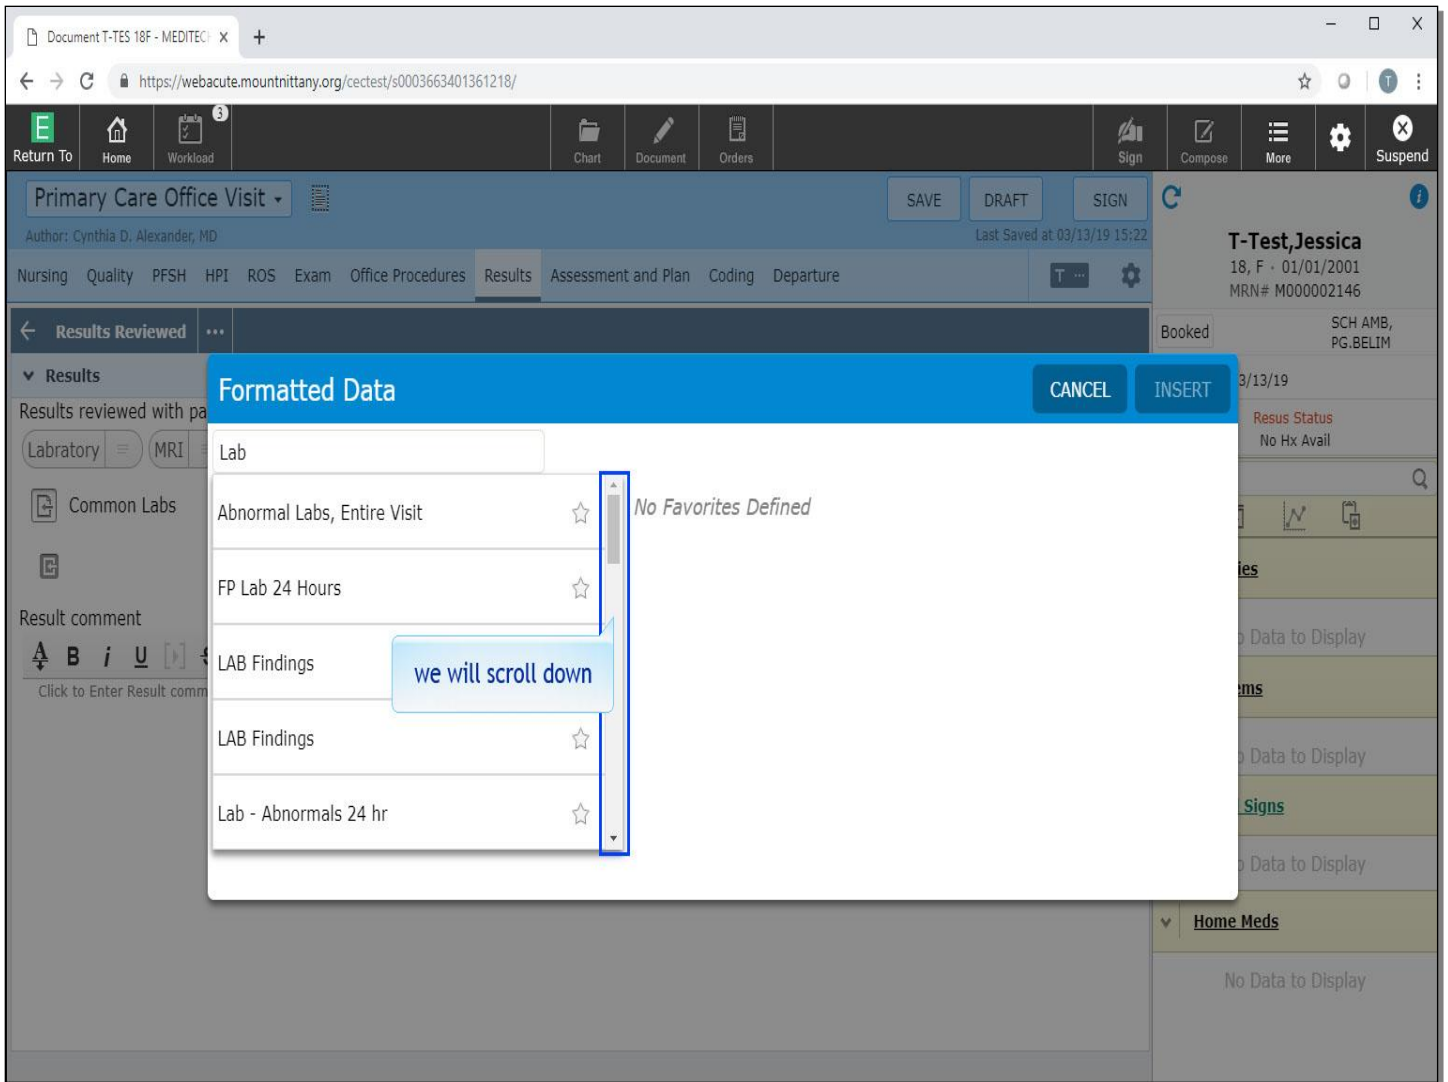 Document T-TES 18F - MEDITECH
https://webacute.mountnittany.org/cectest/s0003663401361218/
T
E
3
Return To Home Workload Chart Document Orders Sign Compose More Suspend
Primary Care Office Visit SAVE DRAFT SIGN
Author: Cynthia D. Alexander, MD Last Saved at 03/13/19 15:22
Nursing Quality PFSH HPI ROS Exam Office Procedures Results Assessment and Plan Coding Departure T ...
T-Test,Jessica
18, F · 01/01/2001
MRN# M000002146
Results Reviewed ...
Booked SCH AMB,
PG.BELIM
Results
3/13/19
Results reviewed with pa
Resus Status
No Hx Avail
Labratory MRI
Common Labs
Formatted Data CANCEL INSERT
Lab
Abnormal Labs, Entire Visit
No Favorites Defined
FP Lab 24 Hours
LAB Findings
we will scroll down
LAB Findings
Lab - Abnormals 24 hr
Result comment
A B i U
Click to Enter Result comm
ies
Data to Display
ems
Data to Display
Signs
Data to Display
Home Meds
No Data to Display